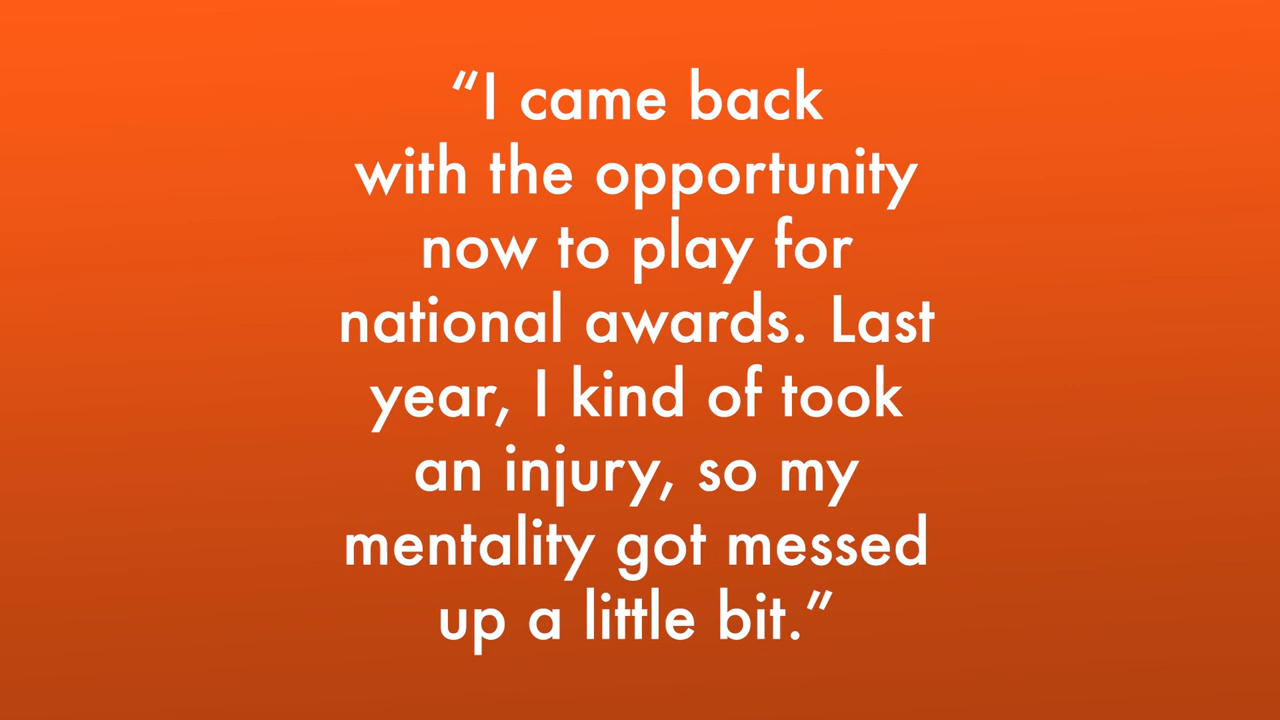 “I came back
with the opportunity
now to play for
national awards. Last
year, I kind of took
an injury, so my
mentality got messed
up a little bit.”